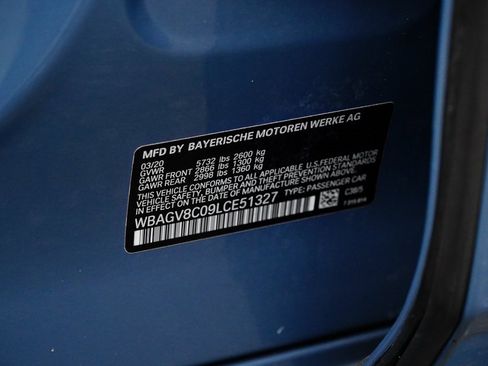 MFD BY BAYERISCHE MOTOREN WERKE AG
03/20 5732 lbs 2600 kg
GVWR
GAWR FRONT 2866 lbs 1300 kg
GAWR REAR 2998 lbs 1360 kg
THIS VEHICLE CONFORMS TO ALL APPLICABLE U.S. FEDERAL MOTOR
VEHICLE SAFETY, BUMPER AND THEFT PREVENTION STANDARDS
IN EFFECT ON THE DATE OF MANUFACTURE SHOWN ABOVE.
WBAGV8C09LCE51327 TYPE: PASSENGER CAR
C38/5